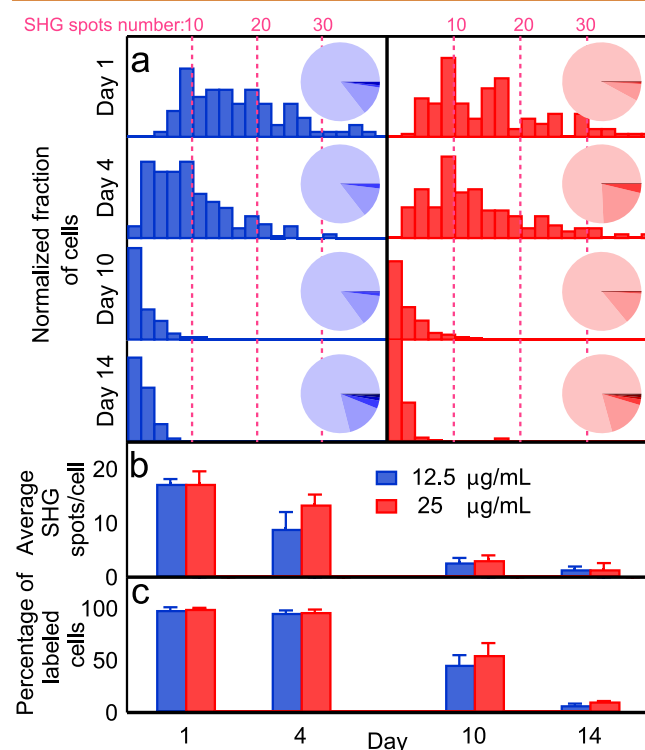 SHG spots number:10 20 30 10 20 30
a
Day 1
Day 4
Day 10
Day 14
Normalized fraction
of cells
b
Average
SHG
spots/cell
20
10
0
12.5 µg/mL
25 µg/mL
c
Percentage of
labeled
cells
100
50
0
1 4 Day 10 14